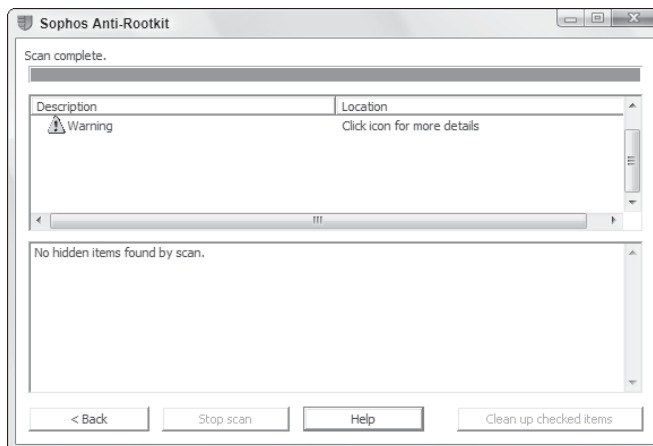 Sophos Anti-Rootkit
Scan complete.
Description Location
Warning Click icon for more details
No hidden items found by scan.
< Back Stop scan Help Clean up checked items